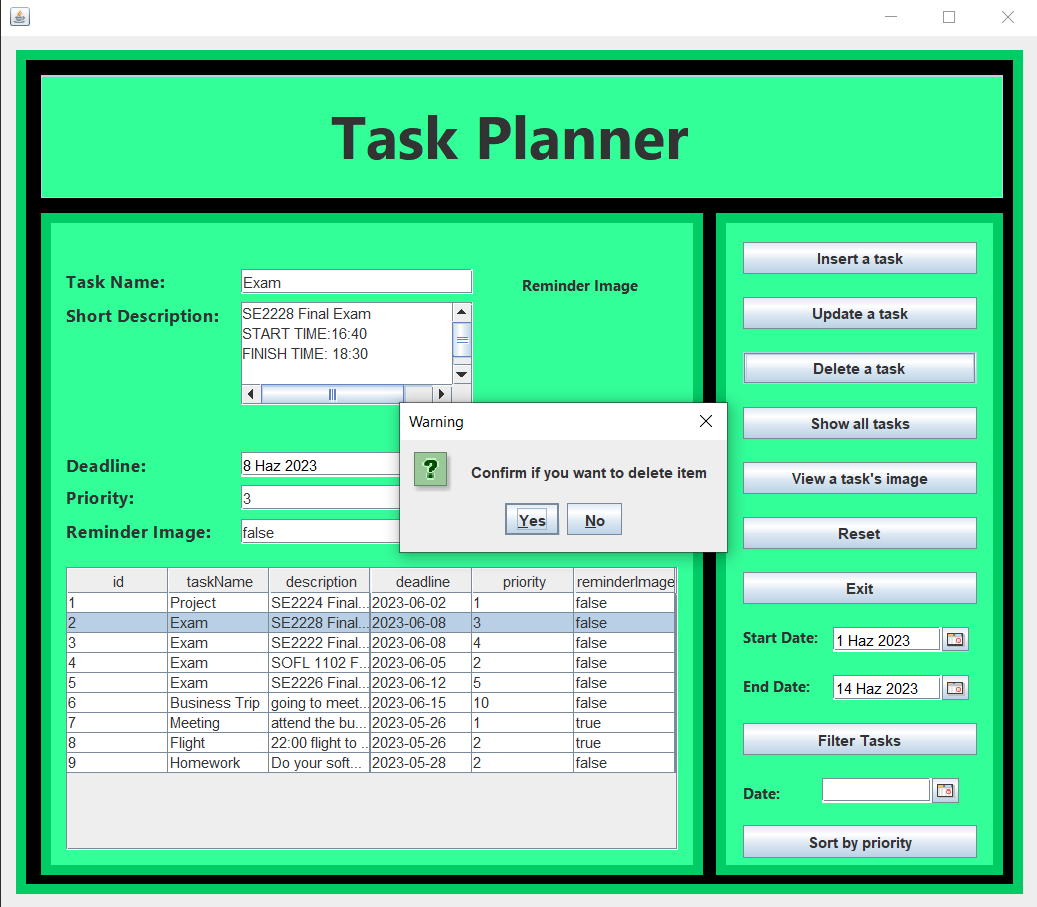 Task Planner
Task Name:
Exam
Reminder Image
Short Description:
SE2228 Final Exam
START TIME:16:40
FINISH TIME: 18:30
Deadline:
8 Haz 2023
Priority:
3
Reminder Image:
false
Warning
?
Confirm if you want to delete item
Yes No
id taskName description deadline priority reminderImage
1 Project SE2224 Final... 2023-06-02 1 false
2 Exam SE2228 Final... 2023-06-08 3 false
3 Exam SE2222 Final... 2023-06-08 4 false
4 Exam SOFL 1102 F... 2023-06-05 2 false
5 Exam SE2226 Final... 2023-06-12 5 false
6 Business Trip going to meet... 2023-06-15 10 false
7 Meeting attend the bu... 2023-05-26 1 true
8 Flight 22:00 flight to ... 2023-05-26 2 true
9 Homework Do your soft... 2023-05-28 2 false
Insert a task
Update a task
Delete a task
Show all tasks
View a task's image
Reset
Exit
Start Date: 1 Haz 2023
End Date: 14 Haz 2023
Filter Tasks
Date:
Sort by priority